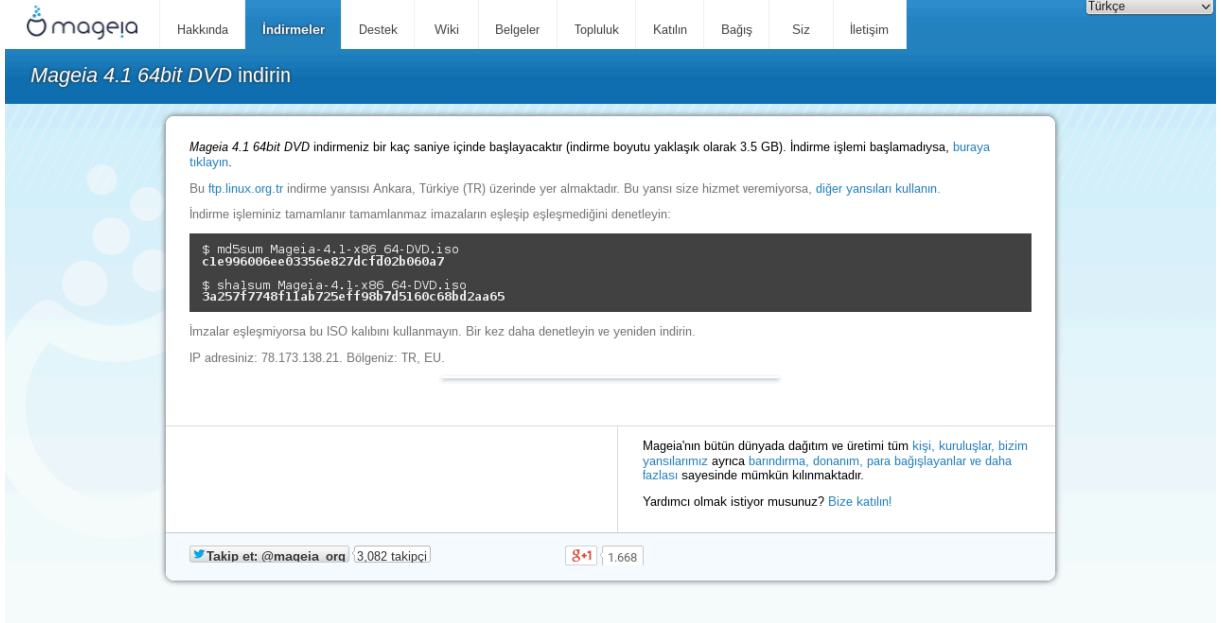 mageia Hakkında İndirmeler Destek Wiki Belgeler Topluluk Katılın Bağış Siz İletişim Türkçe
Mageia 4.1 64bit DVD indirin
Mageia 4.1 64bit DVD indirmeniz bir kaç saniye içinde başlayacaktır (indirme boyutu yaklaşık olarak 3.5 GB). İndirme işlemi başlamadıysa, buraya
tıklayın.
Bu ftp.linux.org.tr indirme yansısı Ankara, Türkiye (TR) üzerinde yer almaktadır. Bu yansı size hizmet veremiyorsa, diğer yansıları kullanın.
İndirme işleminiz tamamlanır tamamlanmaz imazaların eşleşip eşleşmediğini denetleyin:
$ md5sum Mageia-4.1-x86_64-DVD.iso
c1e996006ee03356e827dcfd02b060a7
$ sha1sum Mageia-4.1-x86_64-DVD.iso
3a257f7748f11ab725eff98b7d5160c68bd2aa65
İmzalar eşleşmiyorsa bu ISO kalıbını kullanmayın. Bir kez daha denetleyin ve yeniden indirin.
IP adresiniz: 78.173.138.21. Bölgeniz: TR, EU.
Mageia'nın bütün dünyada dağıtım ve üretimi tüm kişi, kuruluşlar, bizim
yansılarımız ayrıca barındırma, donanım, para bağışlayanlar ve daha
fazlası sayesinde mümkün kılınmaktadır.
Yardımcı olmak istiyor musunuz? Bize katılın!
Takip et: @mageia_org 3,082 takipçi g+1 1.668